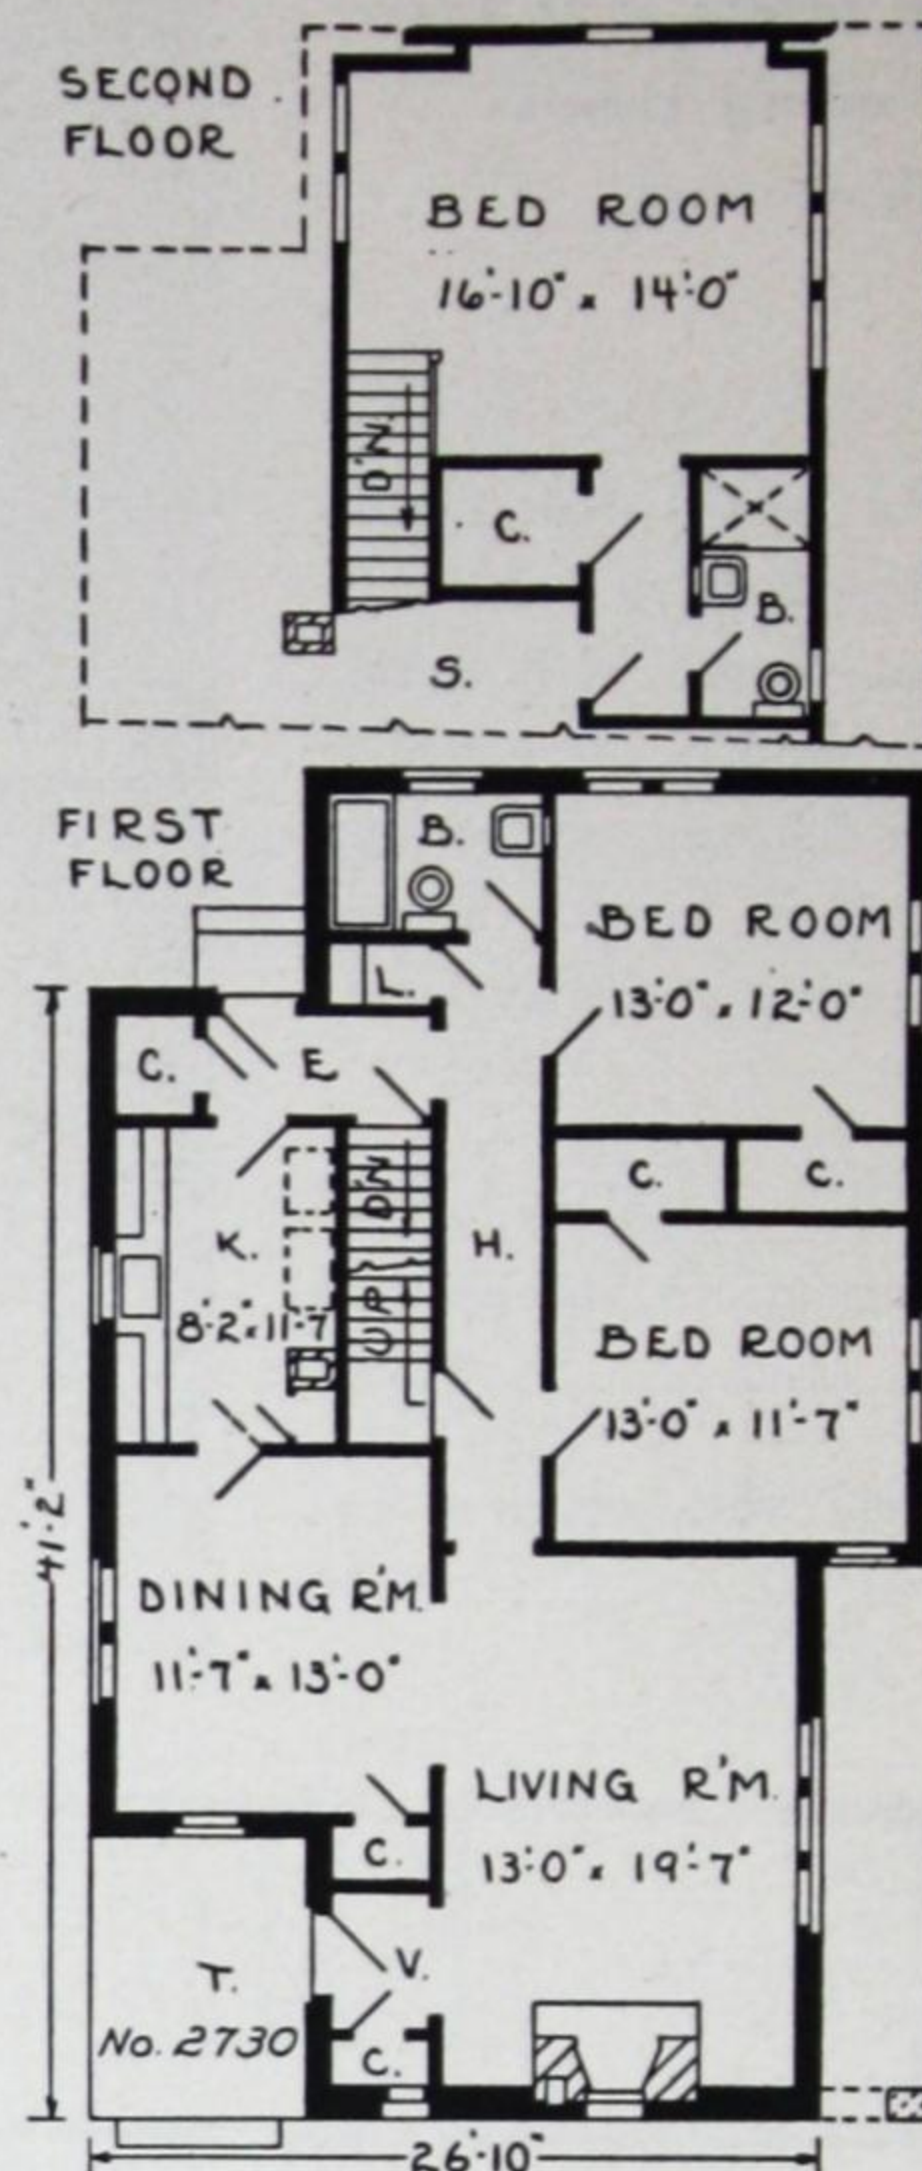 SECOND
FLOOR
BED ROOM
16'-10" x 14'-0"
D'N.
C.
B.
S.
FIRST
FLOOR
B.
BED ROOM
13'-0" x 12'-0"
L.
C.
E
D'N
C.
C.
K.
H.
8'-2" x 11'-7
UP
BED ROOM
13'-0" x 11'-7"
41'-2"
DINING R'M.
11'-7" x 13'-0"
LIVING R'M.
13'-0" x 19'-7"
C.
V.
T.
No. 2730
C.
26'-10"